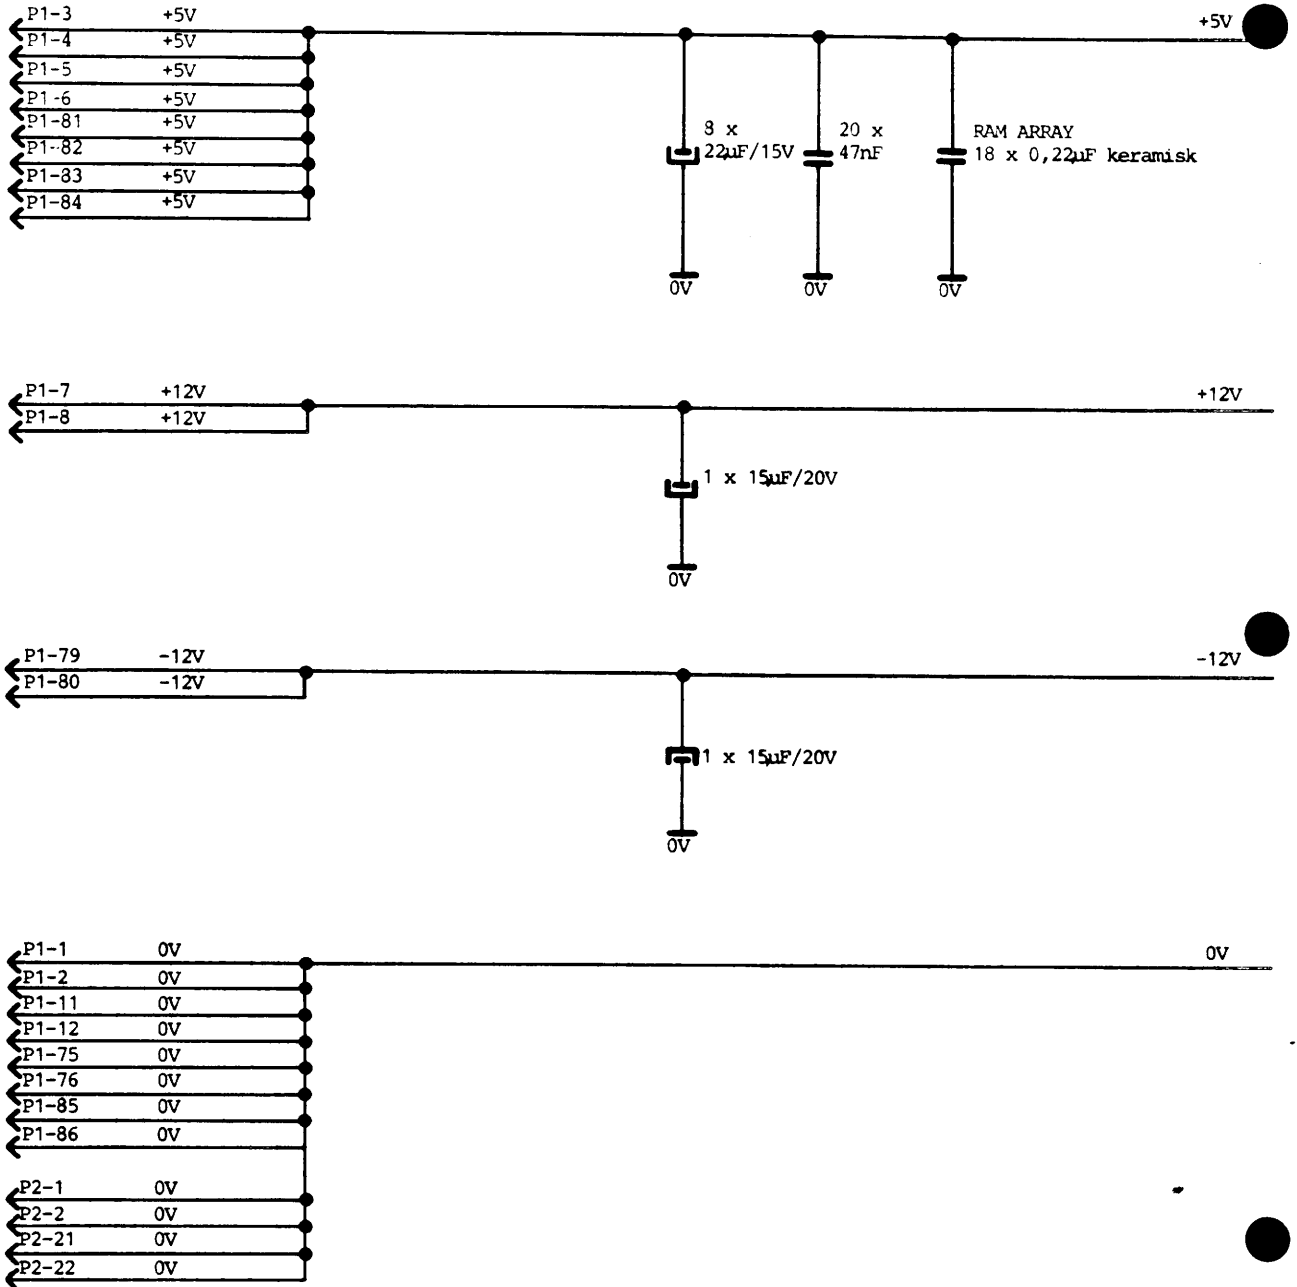 P1-3 +5V +5V
P1-4 +5V
P1-5 +5V
P1-6 +5V
P1-81 +5V
P1-82 +5V
P1-83 +5V
P1-84 +5V
8 x
22µF/15V
20 x
47nF
RAM ARRAY
18 x 0,22µF keramisk
0V 0V 0V
P1-7 +12V +12V
P1-8 +12V
1 x 15µF/20V
0V
P1-79 -12V -12V
P1-80 -12V
1 x 15µF/20V
0V
P1-1 0V 0V
P1-2 0V
P1-11 0V
P1-12 0V
P1-75 0V
P1-76 0V
P1-85 0V
P1-86 0V
P2-1 0V
P2-2 0V
P2-21 0V
P2-22 0V